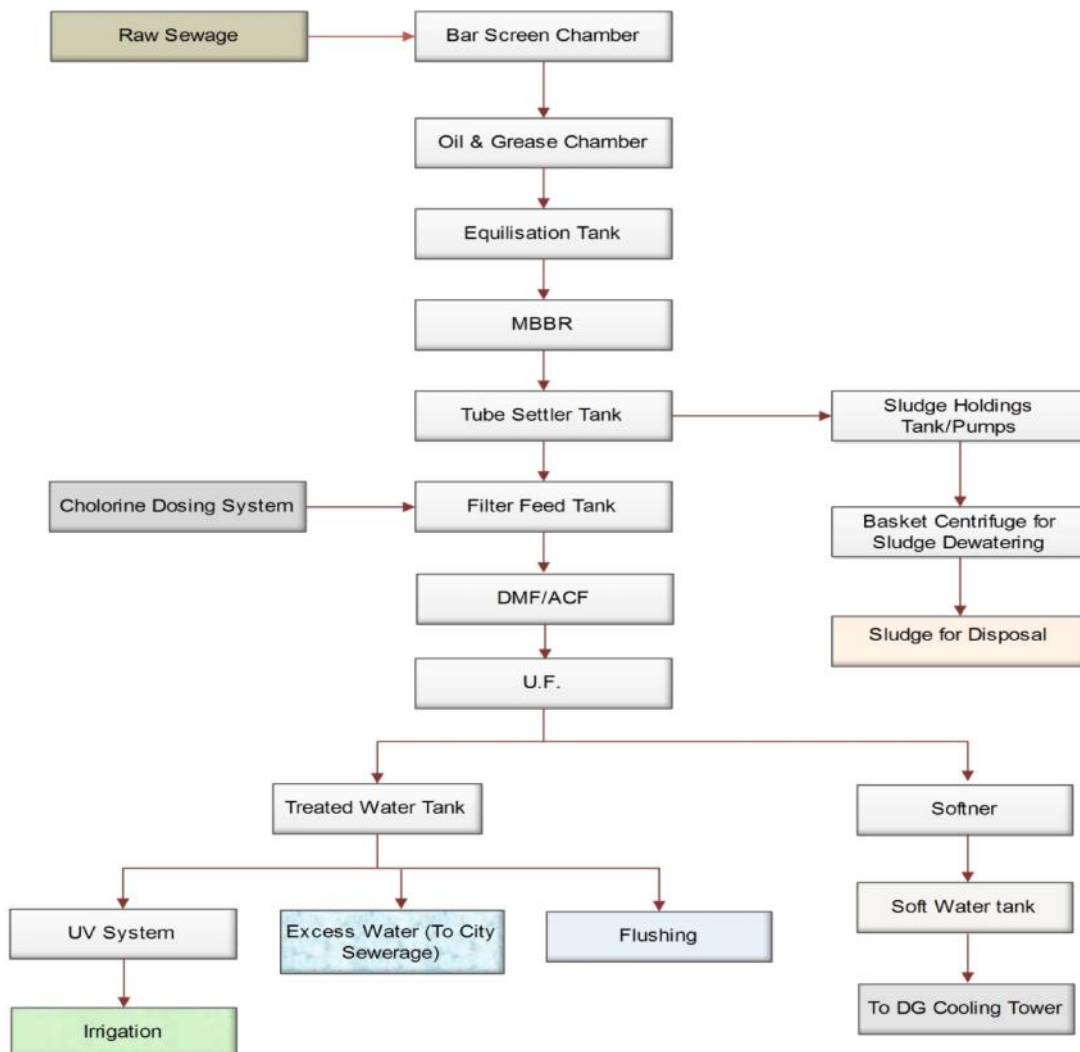 Raw Sewage
Bar Screen Chamber
Oil & Grease Chamber
Equilisation Tank
MBBR
Tube Settler Tank
Sludge Holdings
Tank/Pumps
Cholorine Dosing System
Filter Feed Tank
Basket Centrifuge for
Sludge Dewatering
DMF/ACF
Sludge for Disposal
U.F.
Treated Water Tank
Softner
UV System
Excess Water (To City
Sewerage)
Flushing
Soft Water tank
Irrigation
To DG Cooling Tower